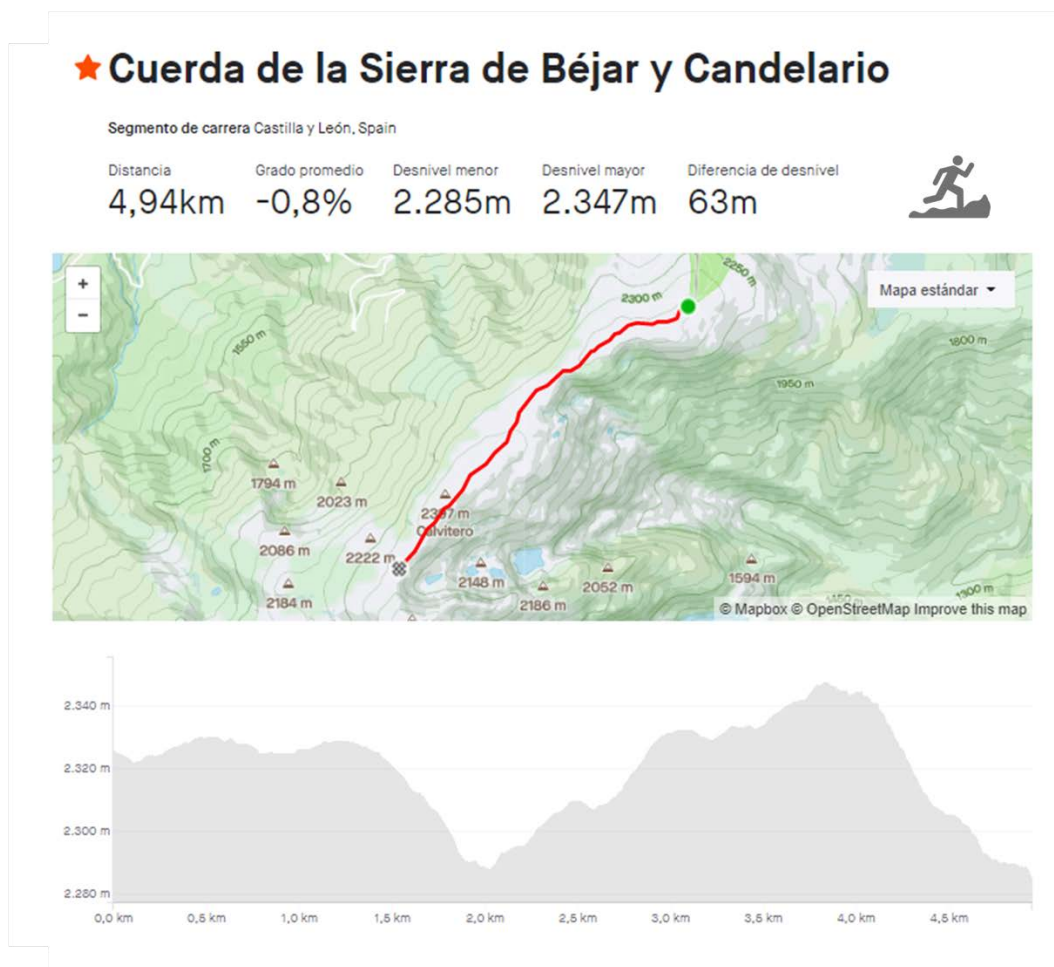 Cuerda de la Sierra de Béjar y Candelario
Segmento de carrera Castilla y León, Spain
Distancia Grado promedio Desnivel menor Desnivel mayor Diferencia de desnivel
4,94km -0,8% 2.285m 2.347m 63m
+
−
Mapa estándar
2250 m
2300 m
1550 m
1800 m
1950 m
1700 m
1794 m
2023 m
Calvitero
2086 m
2222 m
2148 m
2052 m
1594 m
2184 m
2186 m
1300 m
© Mapbox © OpenStreetMap Improve this map
2.340 m
2.320 m
2.300 m
2.280 m
0,0 km 0,5 km 1,0 km 1,5 km 2,0 km 2,5 km 3,0 km 3,5 km 4,0 km 4,5 km